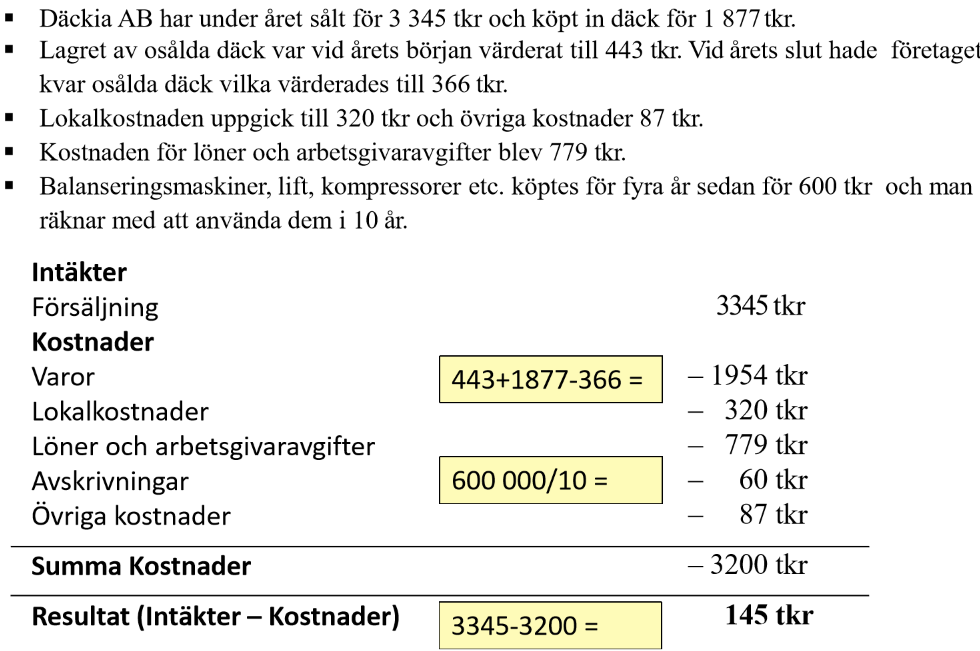 ▪ Däckia AB har under året sålt för 3 345 tkr och köpt in däck för 1 877 tkr.
▪ Lagret av osålda däck var vid årets början värderat till 443 tkr. Vid årets slut hade företaget
kvar osålda däck vilka värderades till 366 tkr.
▪ Lokalkostnaden uppgick till 320 tkr och övriga kostnader 87 tkr.
▪ Kostnaden för löner och arbetsgivaravgifter blev 779 tkr.
▪ Balanseringsmaskiner, lift, kompressorer etc. köptes för fyra år sedan för 600 tkr och man
räknar med att använda dem i 10 år.
Intäkter
Försäljning 3345 tkr
Kostnader
Varor 443+1877-366 = – 1954 tkr
Lokalkostnader – 320 tkr
Löner och arbetsgivaravgifter – 779 tkr
Avskrivningar 600 000/10 = – 60 tkr
Övriga kostnader – 87 tkr
Summa Kostnader – 3200 tkr
Resultat (Intäkter – Kostnader) 3345-3200 = 145 tkr